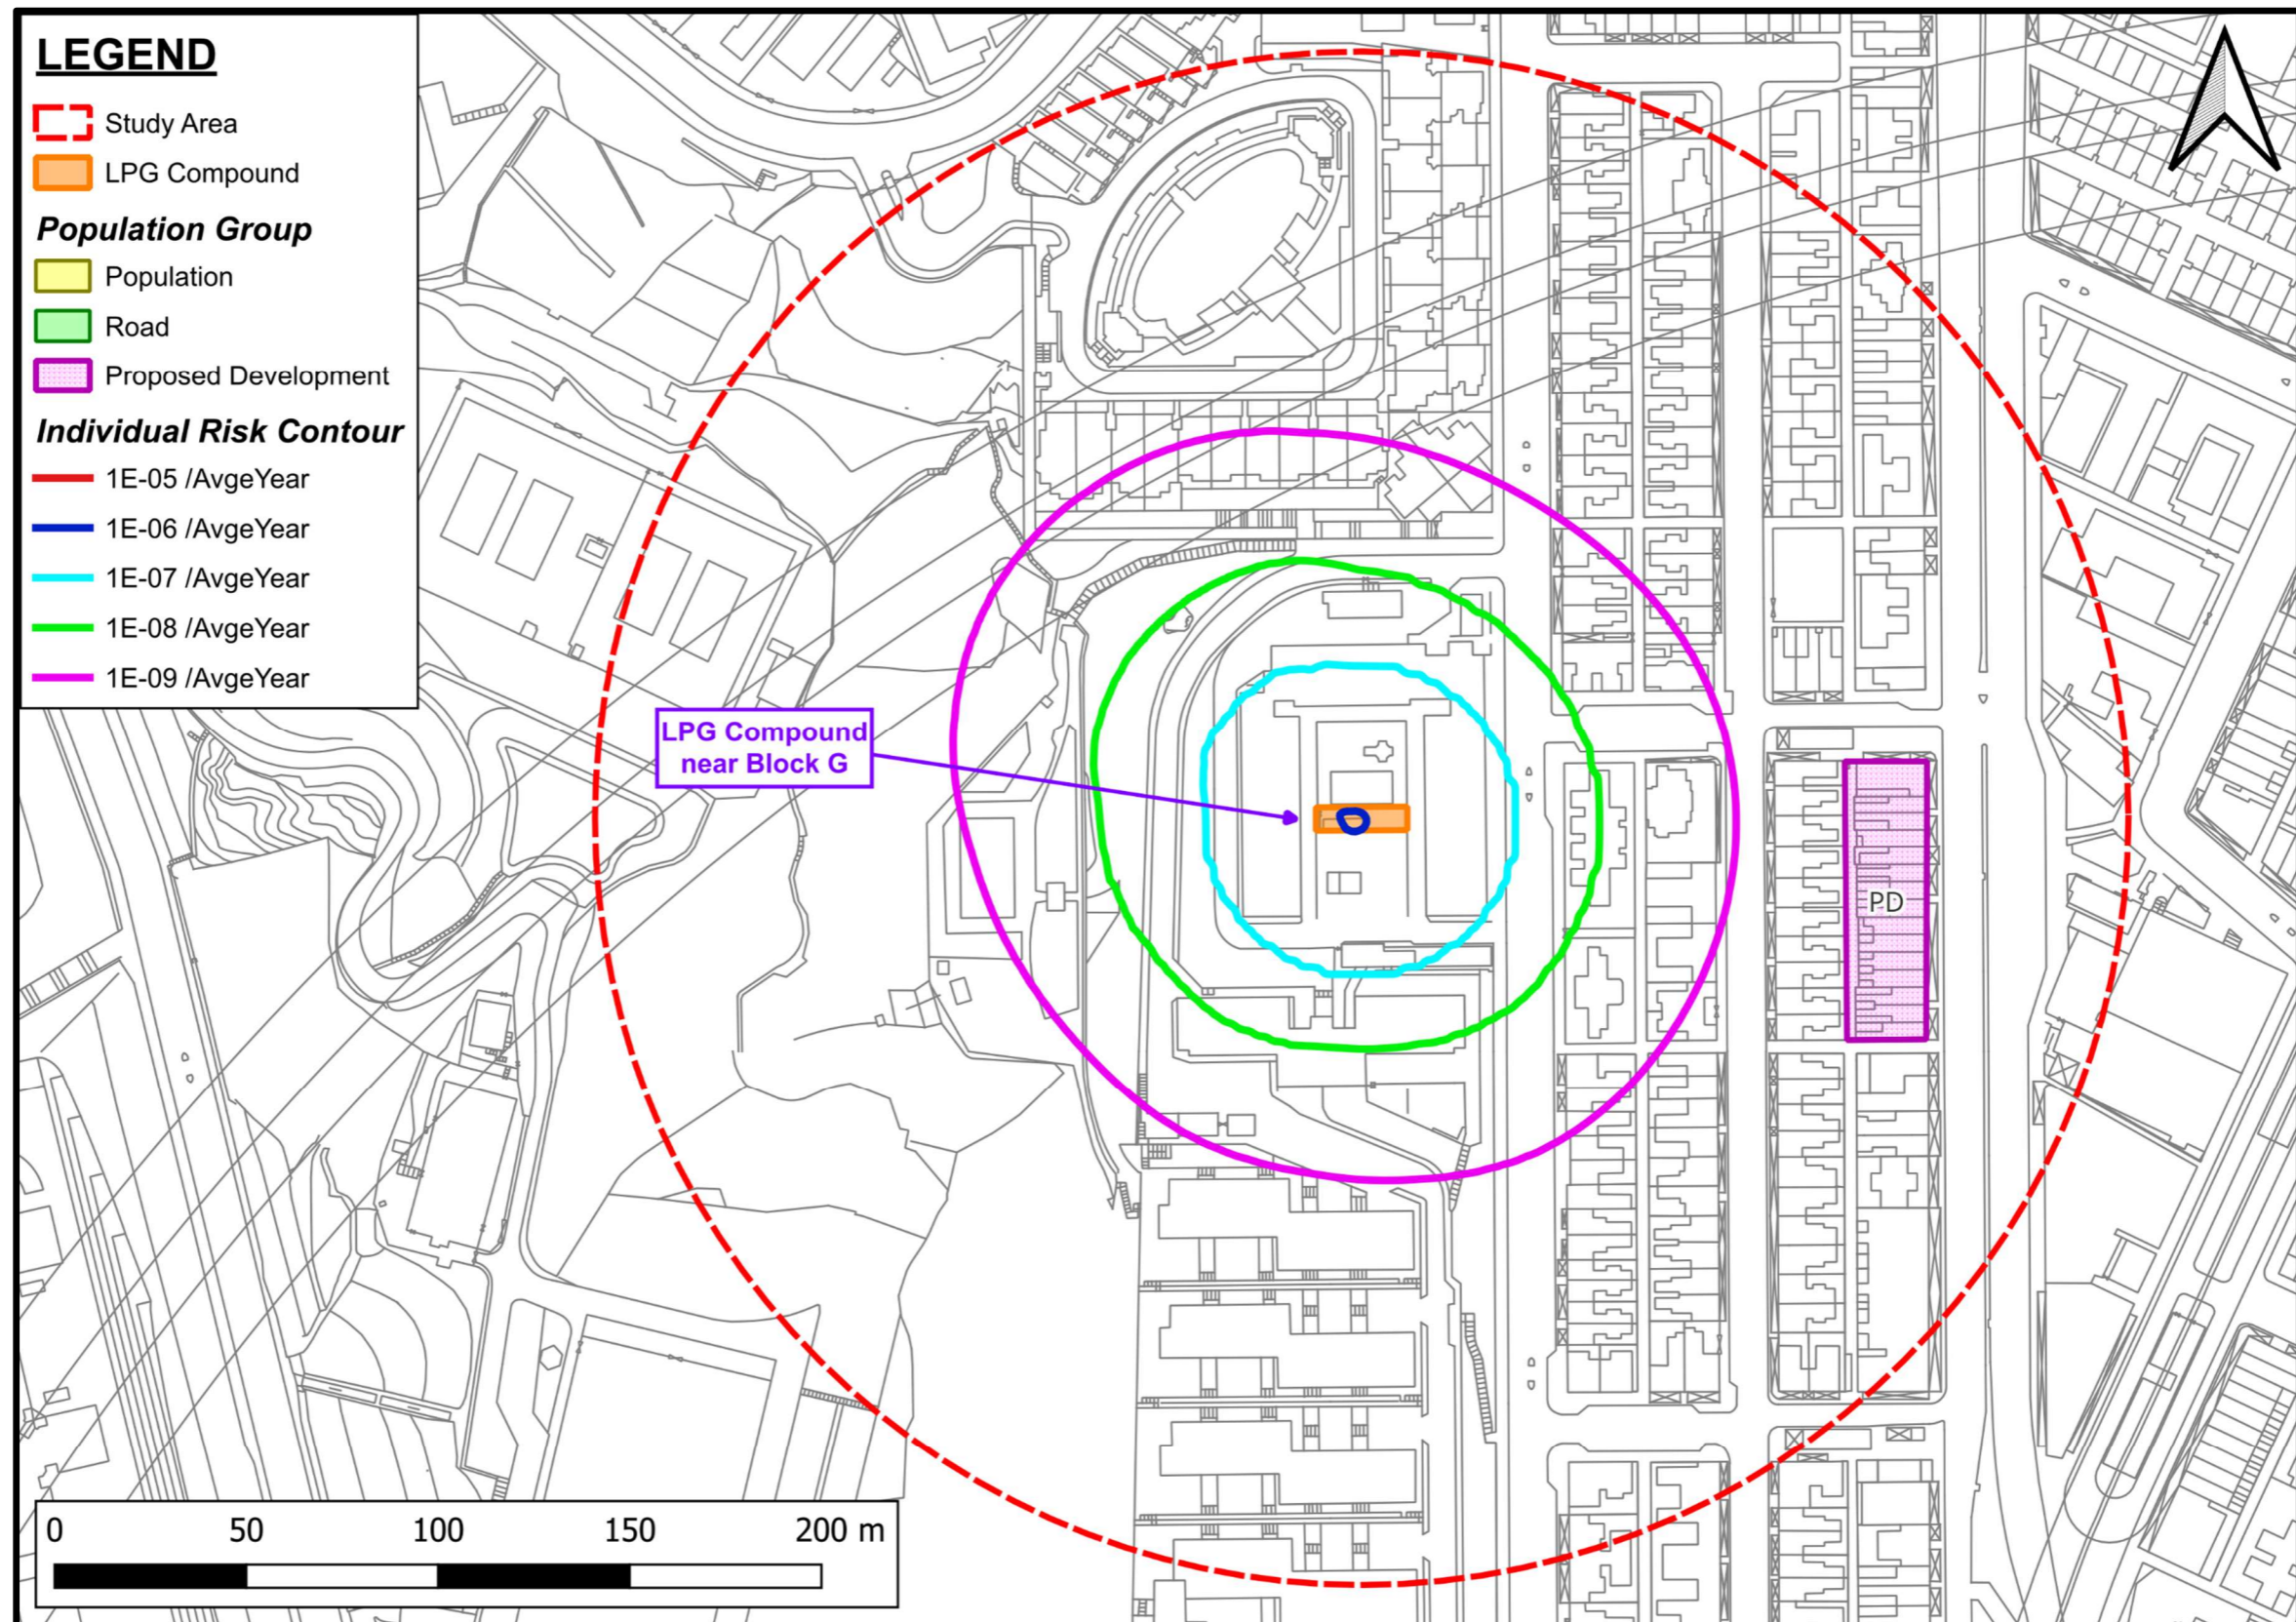 LEGEND
Study Area
LPG Compound
Population Group
Population
Road
Proposed Development
Individual Risk Contour
1E-05 /AvgeYear
1E-06 /AvgeYear
1E-07 /AvgeYear
1E-08 /AvgeYear
1E-09 /AvgeYear
LPG Compound
near Block G
PD
0 50 100 150 200 m